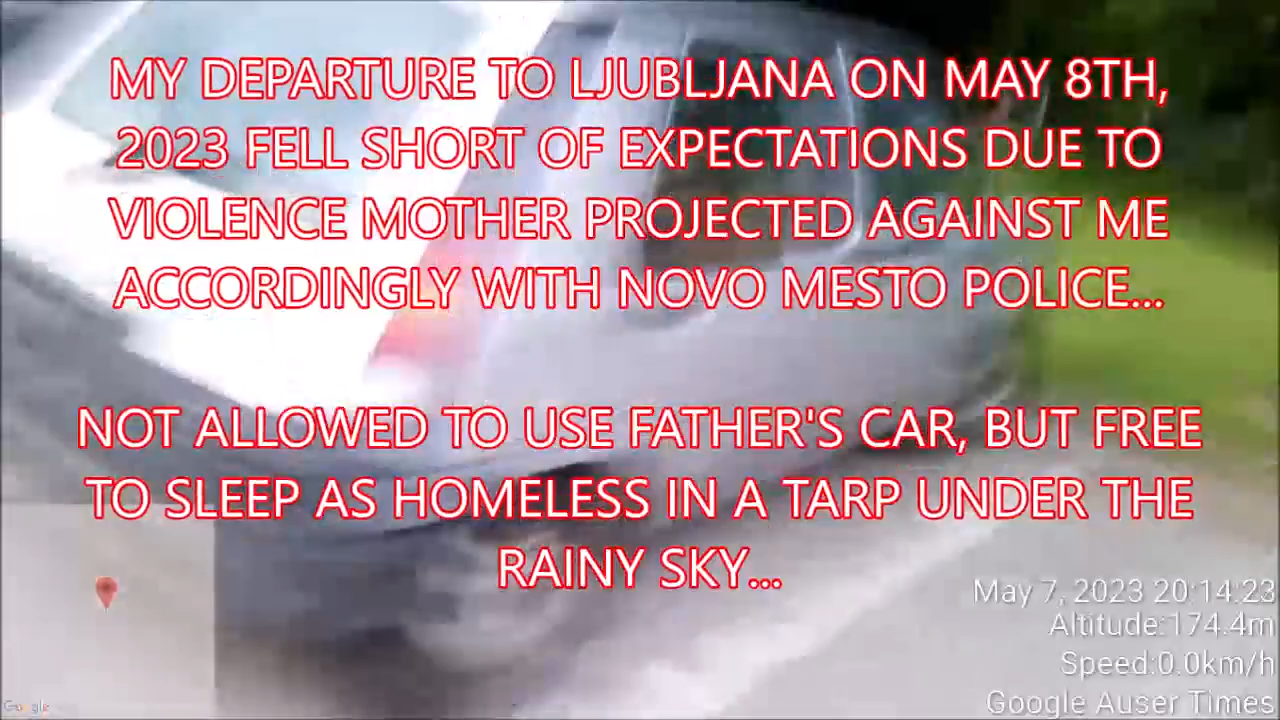 MY DEPARTURE TO LJUBLJANA ON MAY 8TH,
2023 FELL SHORT OF EXPECTATIONS DUE TO
VIOLENCE MOTHER PROJECTED AGAINST ME
ACCORDINGLY WITH NOVO MESTO POLICE...
NOT ALLOWED TO USE FATHER'S CAR, BUT FREE
TO SLEEP AS HOMELESS IN A TARP UNDER THE
RAINY SKY...
May 7, 2023 20:14:23
Altitude:174.4m
Speed:0.0km/h
Google Auser Times
Google